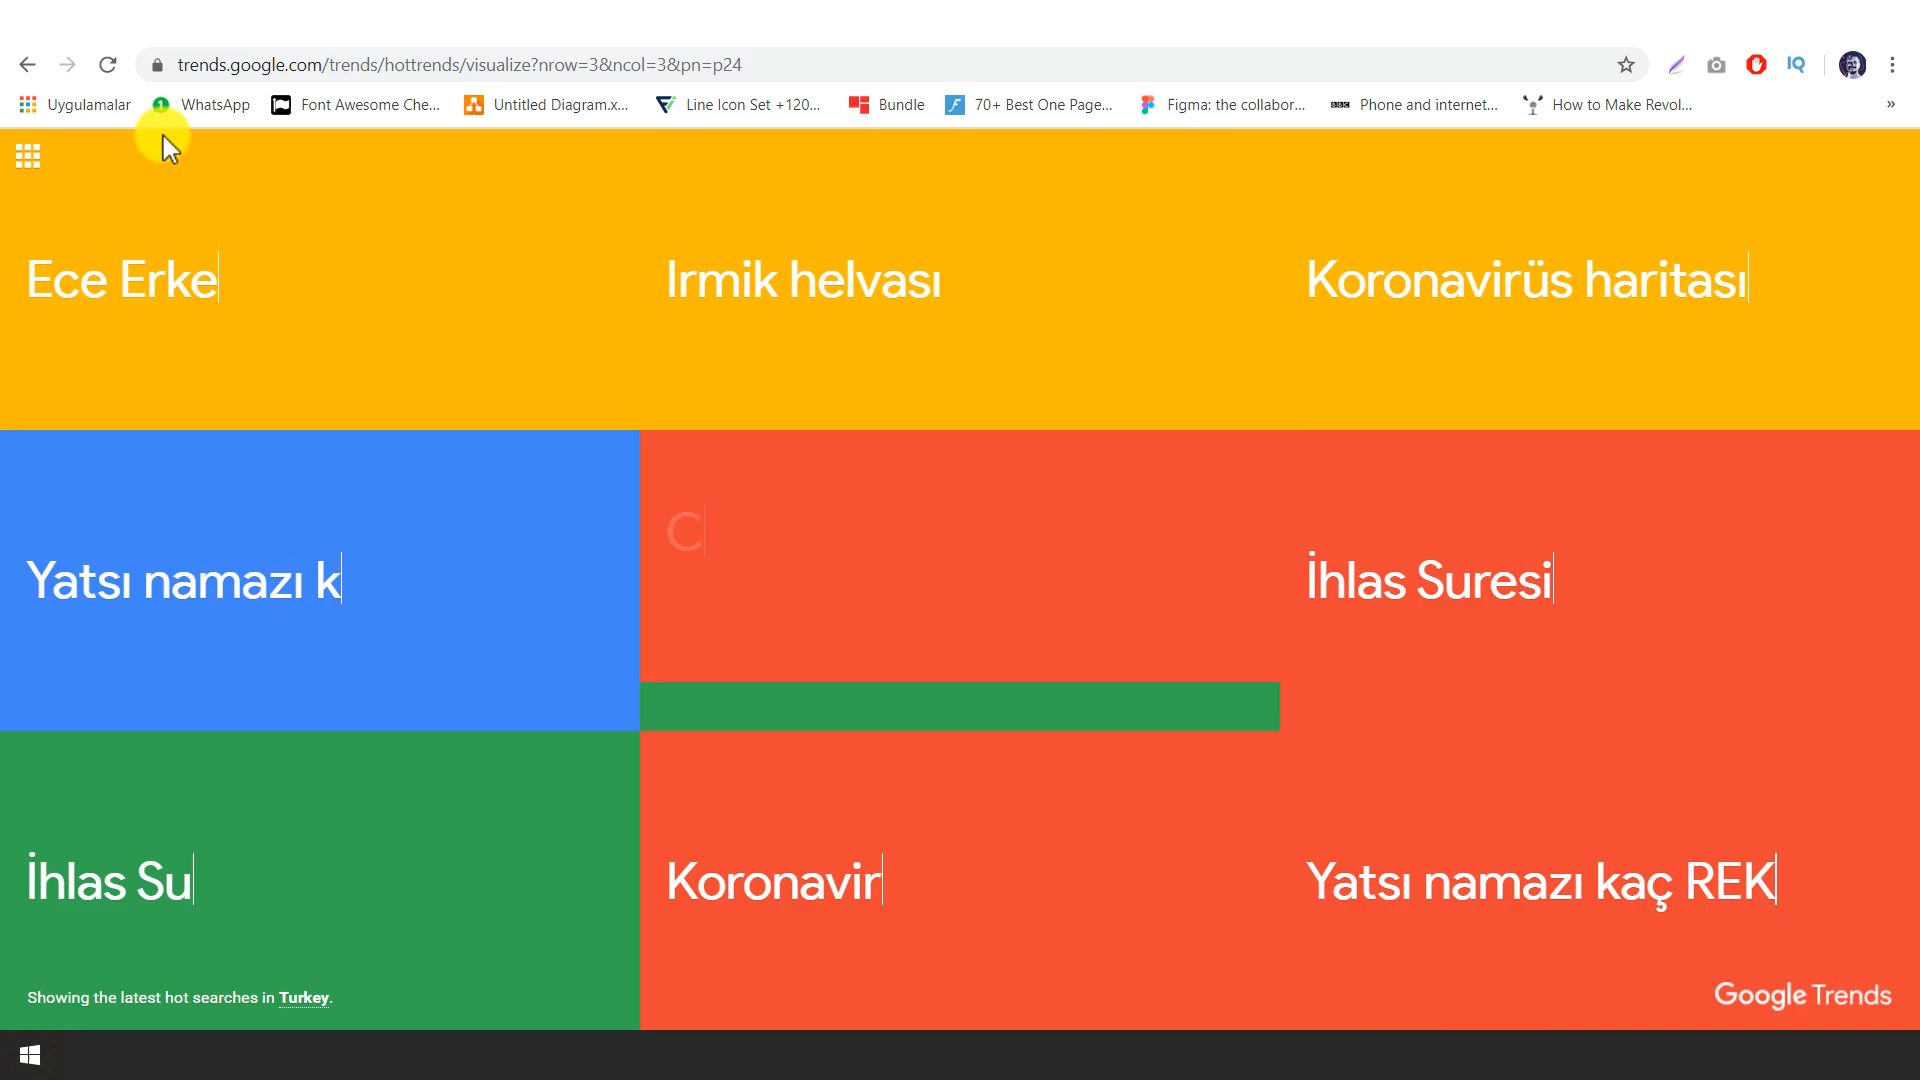 trends.google.com/trends/hottrends/visualize?nrow=3&ncol=3&pn=p24
IQ
Uygulamalar
1
WhatsApp
Font Awesome Che...
Untitled Diagram.x...
Line Icon Set +120...
Bundle
70+ Best One Page...
Figma: the collabor...
BBC
Phone and internet...
How to Make Revol...
»
Ece Erke
Irmik helvası
Koronavirüs haritası
Yatsı namazı k
C
İhlas Suresi
İhlas Su
Koronavir
Yatsı namazı kaç REK
Showing the latest hot searches in Turkey.
Google Trends